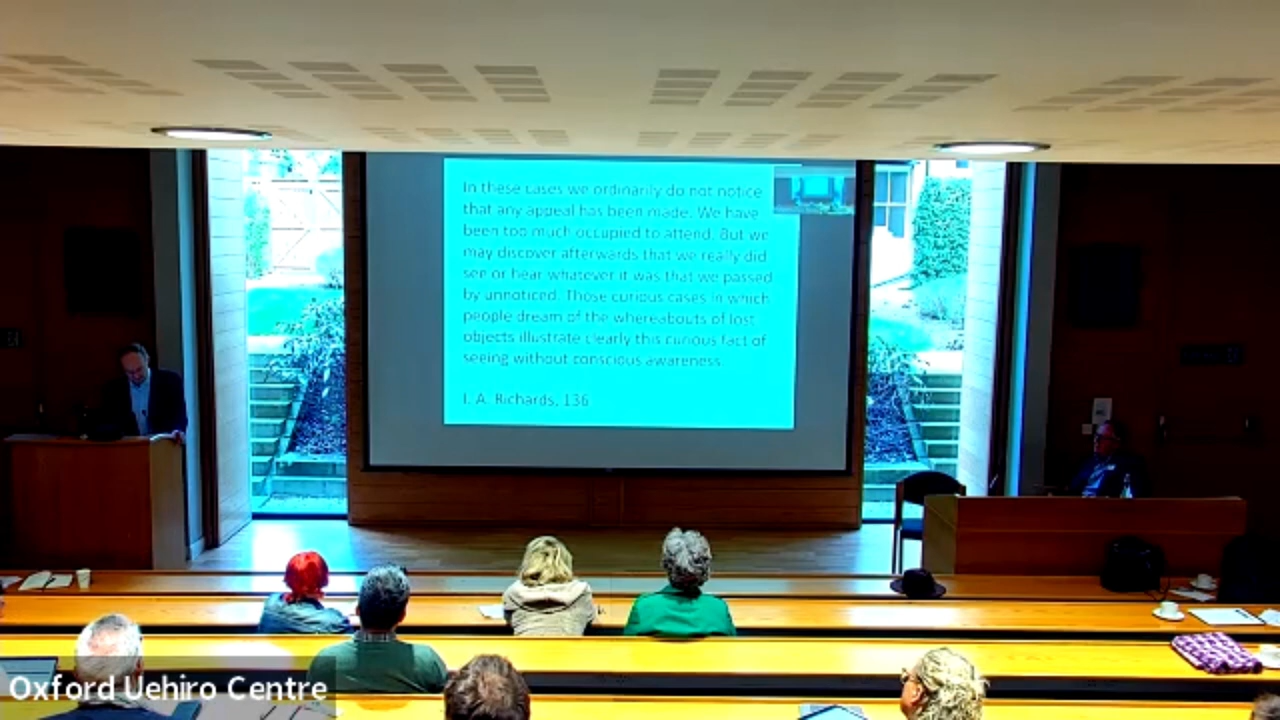 In these cases we ordinarily do not notice
that any appeal has been made. We have
been too much occupied to attend. But we
may discover afterwards that we really did
see or hear whatever it was that we passed
by unnoticed. Those curious cases in which
people dream of the whereabouts of lost
objects illustrate clearly this curious fact of
seeing without conscious awareness.
I. A. Richards, 136
Oxford Uehiro Centre